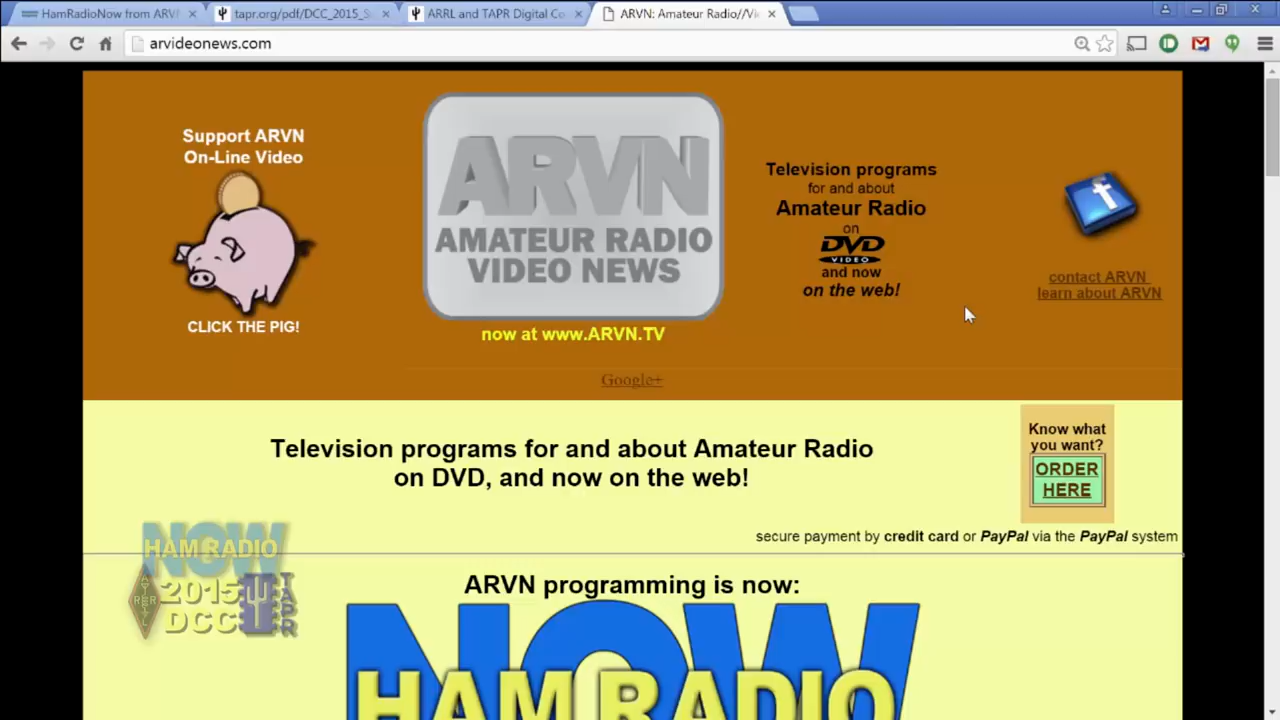 HamRadioNow from ARVN
tapr.org/pdf/DCC_2015_S
ARRL and TAPR Digital Co
ARVN: Amateur Radio//Vi
arvideonews.com
Support ARVN
On-Line Video
CLICK THE PIG!
ARVN
AMATEUR RADIO
VIDEO NEWS
now at www.ARVN.TV
Television programs
for and about
Amateur Radio
on
DVD
VIDEO
and now
on the web!
contact ARVN
learn about ARVN
Google+
Television programs for and about Amateur Radio
on DVD, and now on the web!
Know what
you want?
ORDER
HERE
secure payment by credit card or PayPal via the PayPal system
ARVN programming is now:
NOW
HAM RADIO
NOW
HAM RADIO
2015
DCC
TAPR